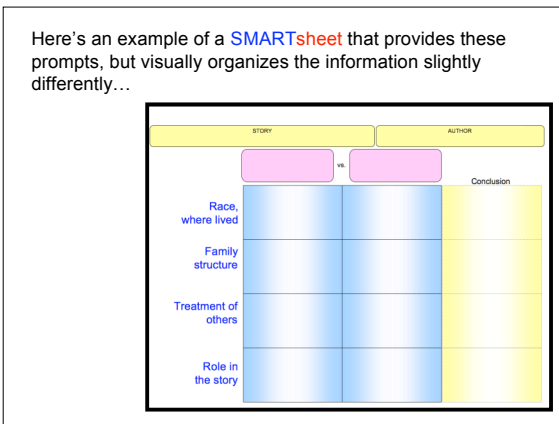 Here's an example of a SMARTsheet that provides these
prompts, but visually organizes the information slightly
differently…
STORY
AUTHOR
vs.
Conclusion
Race,
where lived
Family
structure
Treatment of
others
Role in
the story